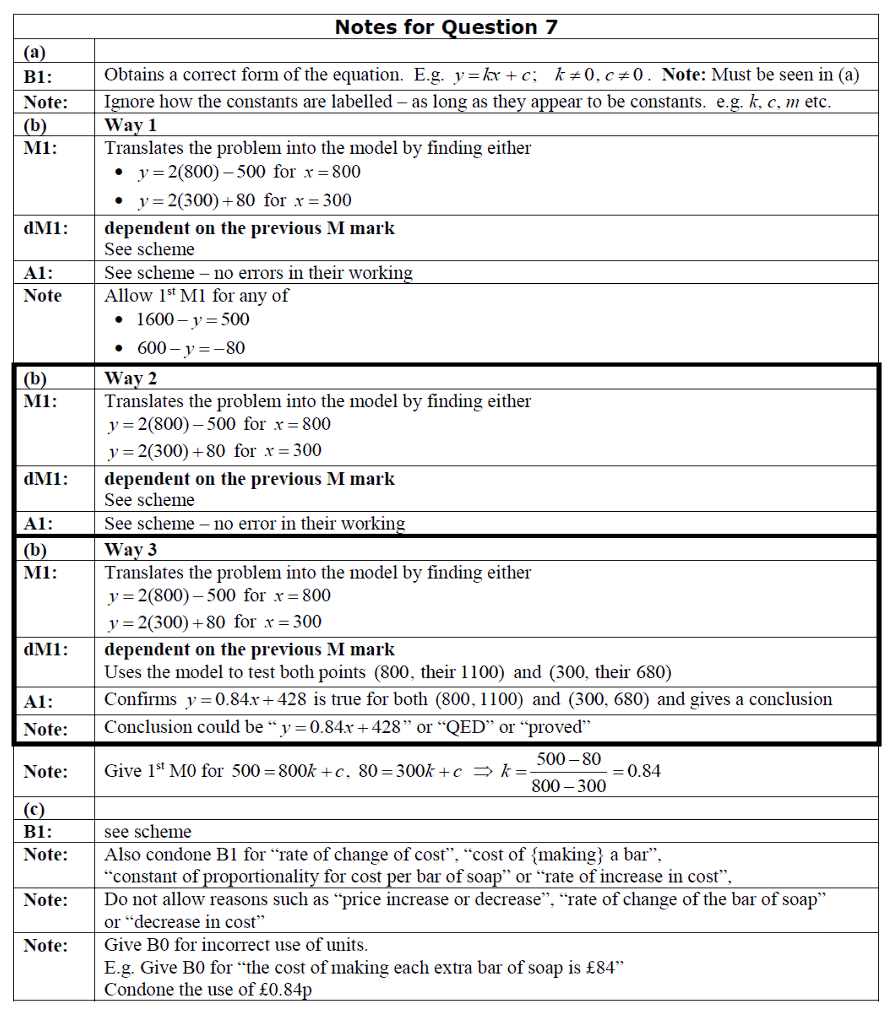 Notes for Question 7
(a)
B1: Obtains a correct form of the equation. E.g. y = kx + c; k ≠ 0, c ≠ 0. Note: Must be seen in (a)
Note: Ignore how the constants are labelled – as long as they appear to be constants. e.g. k, c, m etc.
(b) Way 1
M1: Translates the problem into the model by finding either
• y = 2(800) – 500 for x = 800
• y = 2(300) + 80 for x = 300
dM1: dependent on the previous M mark
See scheme
A1: See scheme – no errors in their working
Note Allow 1st M1 for any of
• 1600 – y = 500
• 600 – y = –80
(b) Way 2
M1: Translates the problem into the model by finding either
y = 2(800) – 500 for x = 800
y = 2(300) + 80 for x = 300
dM1: dependent on the previous M mark
See scheme
A1: See scheme – no error in their working
(b) Way 3
M1: Translates the problem into the model by finding either
y = 2(800) – 500 for x = 800
y = 2(300) + 80 for x = 300
dM1: dependent on the previous M mark
Uses the model to test both points (800, their 1100) and (300, their 680)
A1: Confirms y = 0.84x + 428 is true for both (800, 1100) and (300, 680) and gives a conclusion
Note: Conclusion could be “ y = 0.84x + 428” or “QED” or “proved”
Note: Give 1st M0 for 500 = 800k + c, 80 = 300k + c ⇒ k = (500 – 80)/(800 – 300) = 0.84
(c)
B1: see scheme
Note: Also condone B1 for “rate of change of cost”, “cost of {making} a bar”,
“constant of proportionality for cost per bar of soap” or “rate of increase in cost”,
Note: Do not allow reasons such as “price increase or decrease”, “rate of change of the bar of soap”
or “decrease in cost”
Note: Give B0 for incorrect use of units.
E.g. Give B0 for “the cost of making each extra bar of soap is £84”
Condone the use of £0.84p